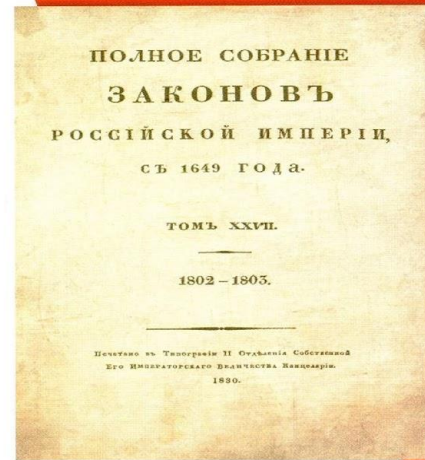 ПОЛНОЕ СОБРАНІЕ
ЗАКОНОВЪ
РОССІЙСКОЙ ИМПЕРІИ,
СЪ 1649 ГОДА.
ТОМЪ XXVII.
1802 – 1803.
Печатано въ Типографіи II Отдѣленія Собственной
Его Императорскаго Величества Канцеляріи.
1830.